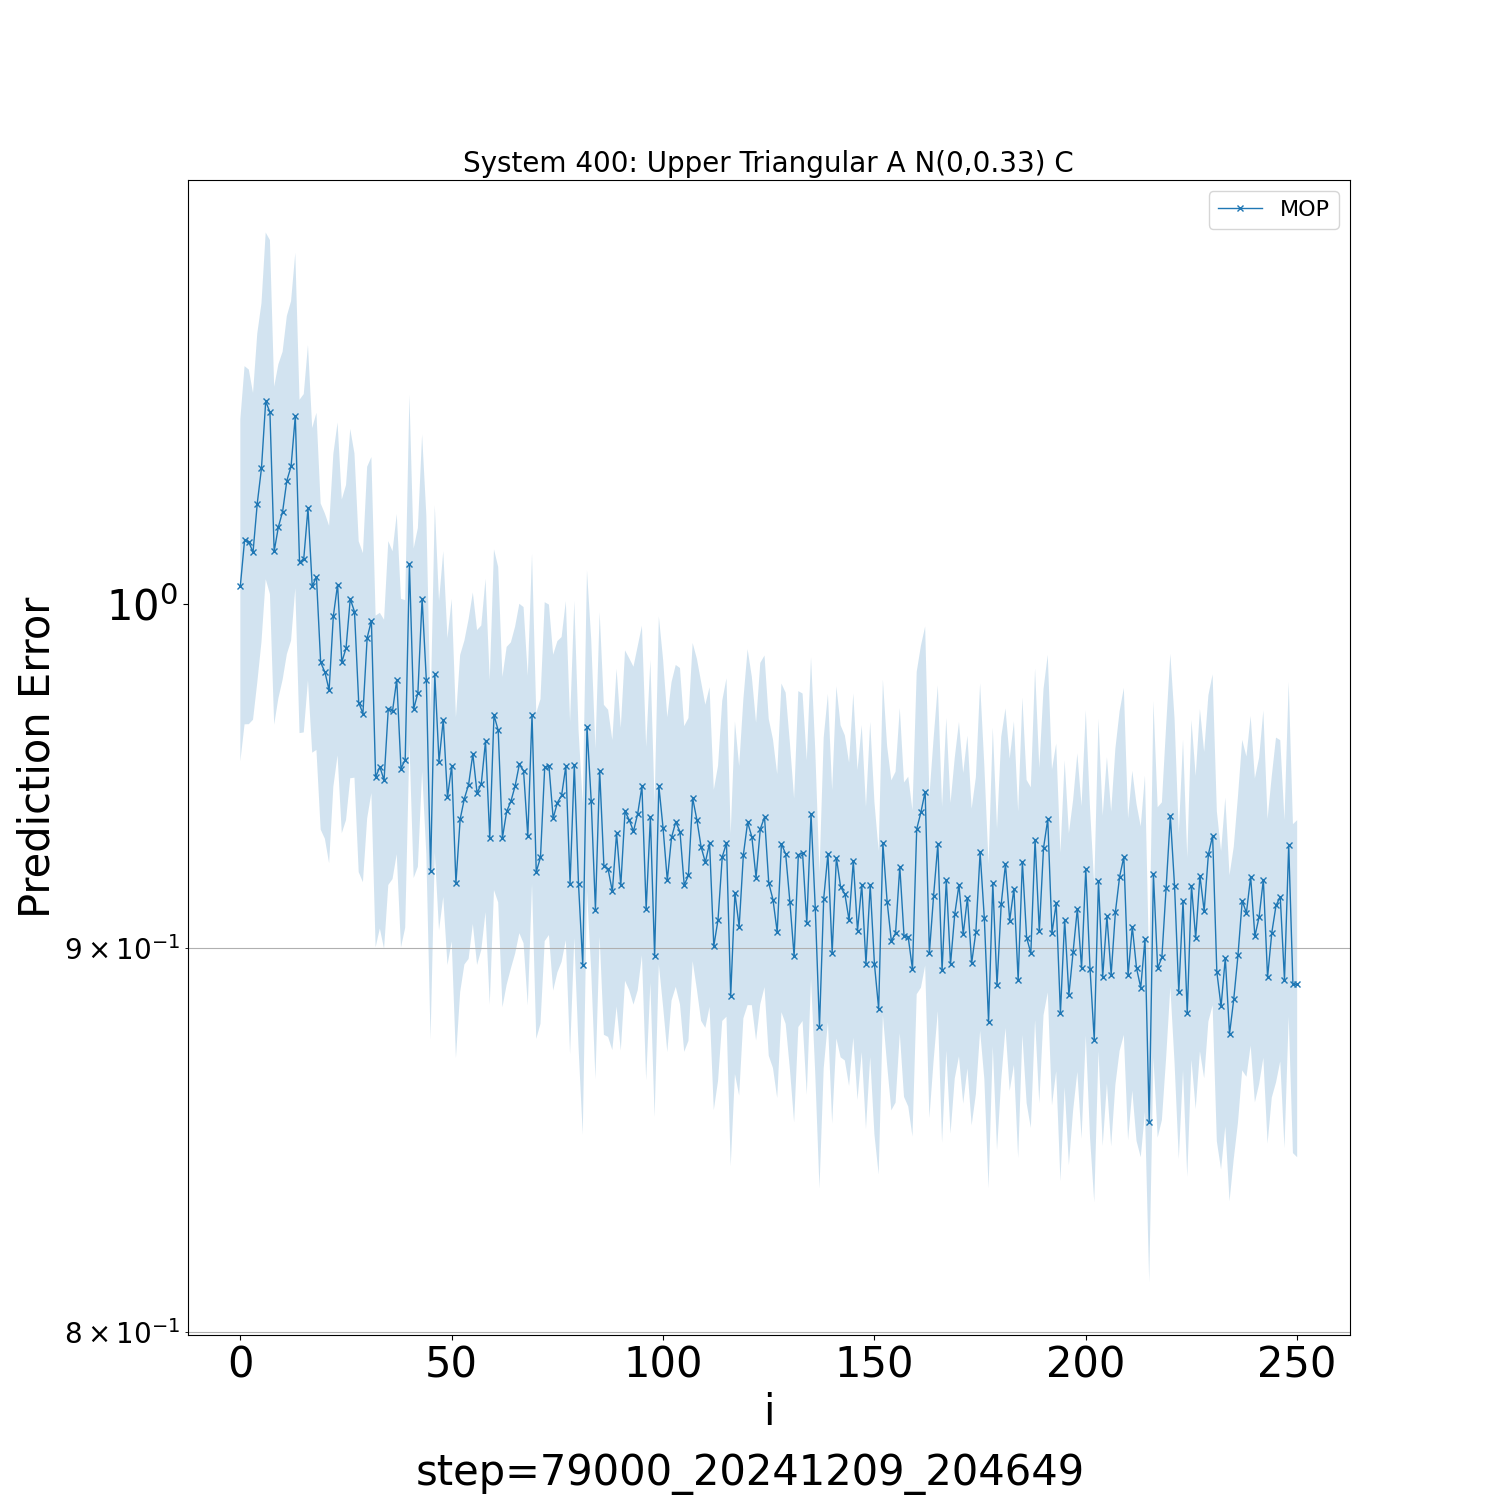 System 400: Upper Triangular A N(0,0.33) C
MOP
Prediction Error
10⁰
9 × 10⁻¹
8 × 10⁻¹
0 50 100 150 200 250
i
step=79000_20241209_204649